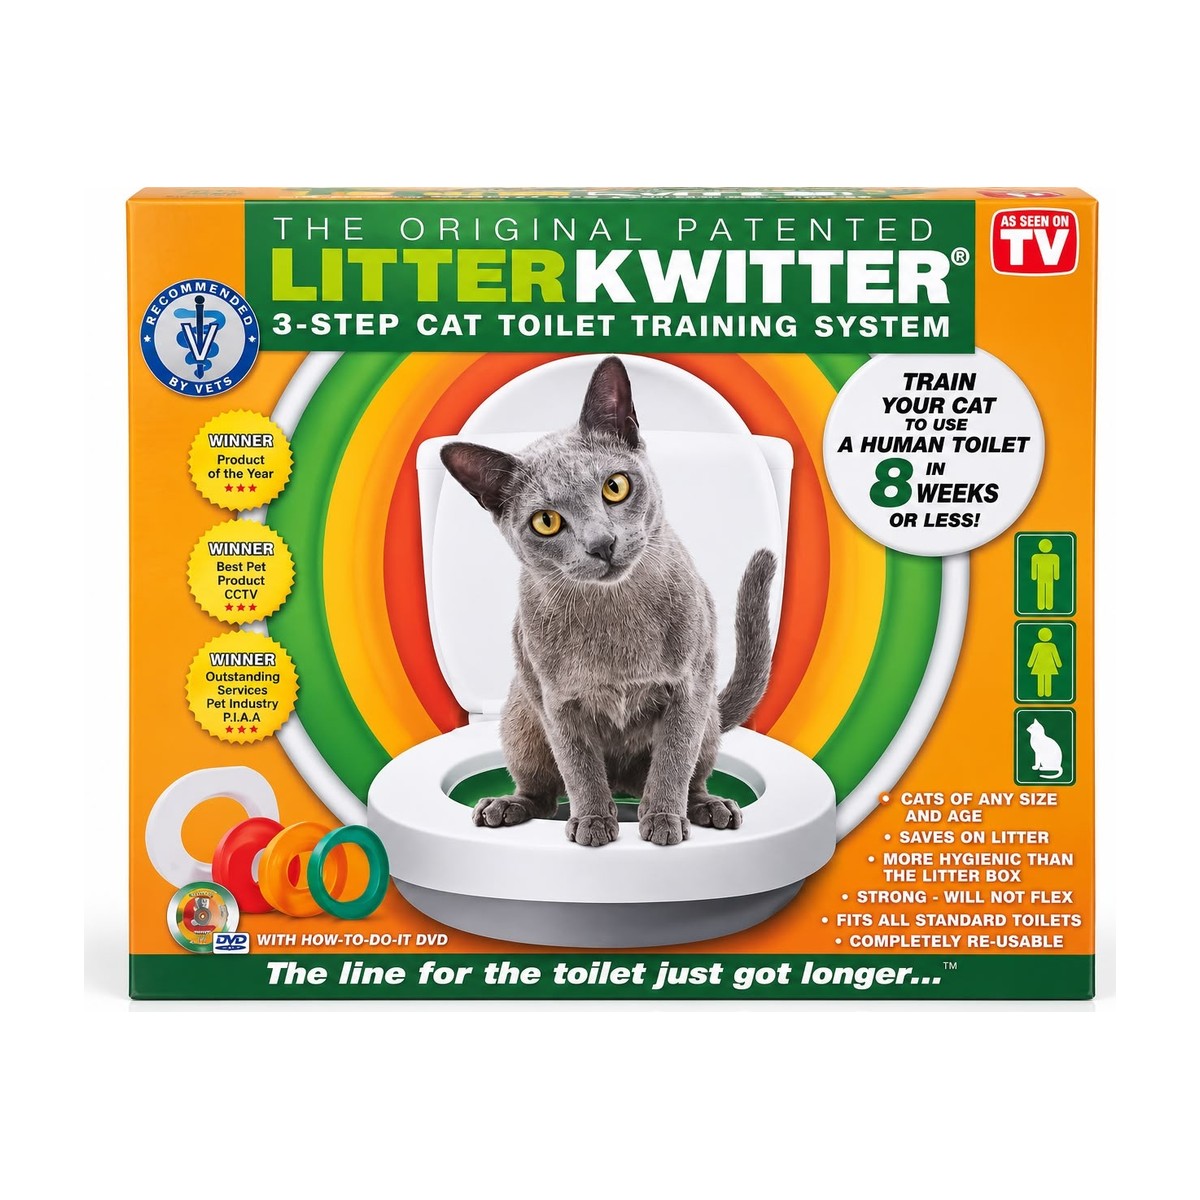 THE ORIGINAL PATENTED
LITTERKWITTER®
3-STEP CAT TOILET TRAINING SYSTEM
AS SEEN ON
TV
RECOMMENDED
V
BY VETS
WINNER
Product
of the Year
WINNER
Best Pet
Product
CCTV
WINNER
Outstanding
Services
Pet Industry
P.I.A.A
TRAIN
YOUR CAT
TO USE
A HUMAN TOILET
IN
8 WEEKS
OR LESS!
• CATS OF ANY SIZE
AND AGE
• SAVES ON LITTER
• MORE HYGIENIC THAN
THE LITTER BOX
• STRONG - WILL NOT FLEX
• FITS ALL STANDARD TOILETS
• COMPLETELY RE-USABLE
DVD WITH HOW-TO-DO-IT DVD
The line for the toilet just got longer...™